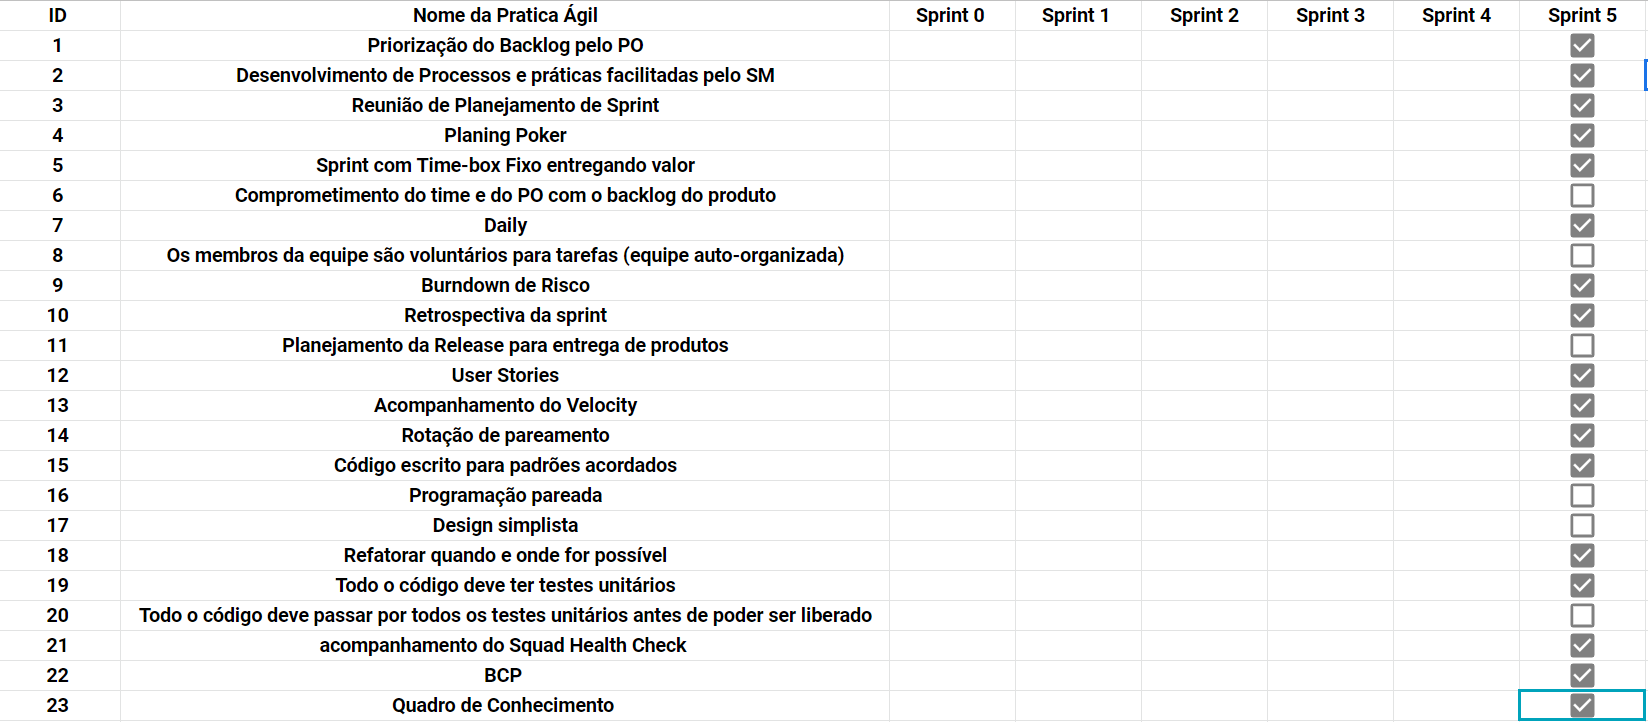 ID Nome da Pratica Ágil Sprint 0 Sprint 1 Sprint 2 Sprint 3 Sprint 4 Sprint 5
1 Priorização do Backlog pelo PO
2 Desenvolvimento de Processos e práticas facilitadas pelo SM
3 Reunião de Planejamento de Sprint
4 Planing Poker
5 Sprint com Time-box Fixo entregando valor
6 Comprometimento do time e do PO com o backlog do produto
7 Daily
8 Os membros da equipe são voluntários para tarefas (equipe auto-organizada)
9 Burndown de Risco
10 Retrospectiva da sprint
11 Planejamento da Release para entrega de produtos
12 User Stories
13 Acompanhamento do Velocity
14 Rotação de pareamento
15 Código escrito para padrões acordados
16 Programação pareada
17 Design simplista
18 Refatorar quando e onde for possível
19 Todo o código deve ter testes unitários
20 Todo o código deve passar por todos os testes unitários antes de poder ser liberado
21 acompanhamento do Squad Health Check
22 BCP
23 Quadro de Conhecimento